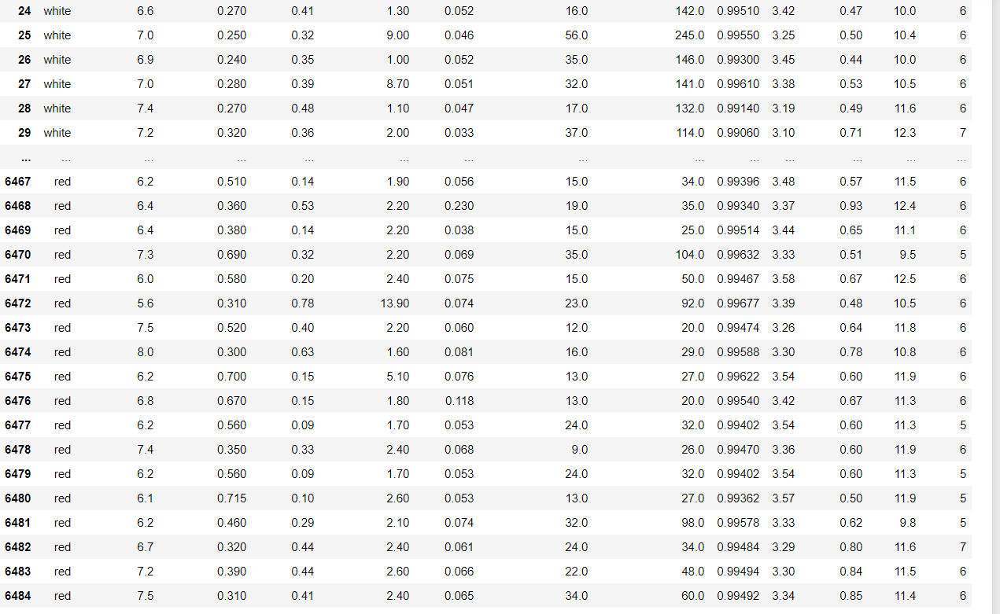 24 white 6.6 0.270 0.41 1.30 0.052 16.0 142.0 0.99510 3.42 0.47 10.0 6
25 white 7.0 0.250 0.32 9.00 0.046 56.0 245.0 0.99550 3.25 0.50 10.4 6
26 white 6.9 0.240 0.35 1.00 0.052 35.0 146.0 0.99300 3.45 0.44 10.0 6
27 white 7.0 0.280 0.39 8.70 0.051 32.0 141.0 0.99610 3.38 0.53 10.5 6
28 white 7.4 0.270 0.48 1.10 0.047 17.0 132.0 0.99140 3.19 0.49 11.6 6
29 white 7.2 0.320 0.36 2.00 0.033 37.0 114.0 0.99060 3.10 0.71 12.3 7
... ... ... ... ... ... ... ... ... ... ... ... ... ...
6467 red 6.2 0.510 0.14 1.90 0.056 15.0 34.0 0.99396 3.48 0.57 11.5 6
6468 red 6.4 0.360 0.53 2.20 0.230 19.0 35.0 0.99340 3.37 0.93 12.4 6
6469 red 6.4 0.380 0.14 2.20 0.038 15.0 25.0 0.99514 3.44 0.65 11.1 6
6470 red 7.3 0.690 0.32 2.20 0.069 35.0 104.0 0.99632 3.33 0.51 9.5 5
6471 red 6.0 0.580 0.20 2.40 0.075 15.0 50.0 0.99467 3.58 0.67 12.5 6
6472 red 5.6 0.310 0.78 13.90 0.074 23.0 92.0 0.99677 3.39 0.48 10.5 6
6473 red 7.5 0.520 0.40 2.20 0.060 12.0 20.0 0.99474 3.26 0.64 11.8 6
6474 red 8.0 0.300 0.63 1.60 0.081 16.0 29.0 0.99588 3.30 0.78 10.8 6
6475 red 6.2 0.700 0.15 5.10 0.076 13.0 27.0 0.99622 3.54 0.60 11.9 6
6476 red 6.8 0.670 0.15 1.80 0.118 13.0 20.0 0.99540 3.42 0.67 11.3 6
6477 red 6.2 0.560 0.09 1.70 0.053 24.0 32.0 0.99402 3.54 0.60 11.3 5
6478 red 7.4 0.350 0.33 2.40 0.068 9.0 26.0 0.99470 3.36 0.60 11.9 6
6479 red 6.2 0.560 0.09 1.70 0.053 24.0 32.0 0.99402 3.54 0.60 11.3 5
6480 red 6.1 0.715 0.10 2.60 0.053 13.0 27.0 0.99362 3.57 0.50 11.9 5
6481 red 6.2 0.460 0.29 2.10 0.074 32.0 98.0 0.99578 3.33 0.62 9.8 5
6482 red 6.7 0.320 0.44 2.40 0.061 24.0 34.0 0.99484 3.29 0.80 11.6 7
6483 red 7.2 0.390 0.44 2.60 0.066 22.0 48.0 0.99494 3.30 0.84 11.5 6
6484 red 7.5 0.310 0.41 2.40 0.065 34.0 60.0 0.99492 3.34 0.85 11.4 6